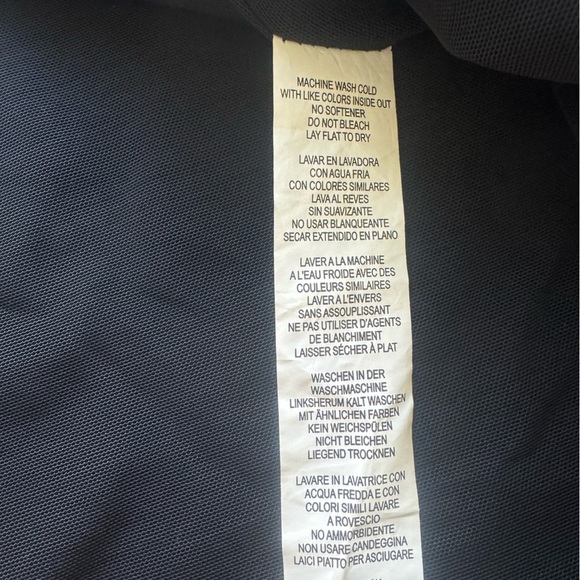 MACHINE WASH COLD
WITH LIKE COLORS INSIDE OUT
NO SOFTENER
DO NOT BLEACH
LAY FLAT TO DRY
LAVAR EN LAVADORA
CON AGUA FRIA
CON COLORES SIMILARES
LAVA AL REVES
SIN SUAVIZANTE
NO USAR BLANQUEANTE
SECAR EXTENDIDO EN PLANO
LAVER A LA MACHINE
A L'EAU FROIDE AVEC DES
COULEURS SIMILAIRES
LAVER A L'ENVERS
SANS ASSOUPLISSANT
NE PAS UTILISER D'AGENTS
DE BLANCHIMENT
LAISSER SÉCHER À PLAT
WASCHEN IN DER
WASCHMASCHINE
LINKSHERUM KALT WASCHEN
MIT ÄHNLICHEN FARBEN
KEIN WEICHSPÜLEN
NICHT BLEICHEN
LIEGEND TROCKNEN
LAVARE IN LAVATRICE CON
ACQUA FREDDA E CON
COLORI SIMILI LAVARE
A ROVESCIO
NO AMMORBIDENTE
NON USARE CANDEGGINA
LAICI PIATTO PER ASCIUGARE